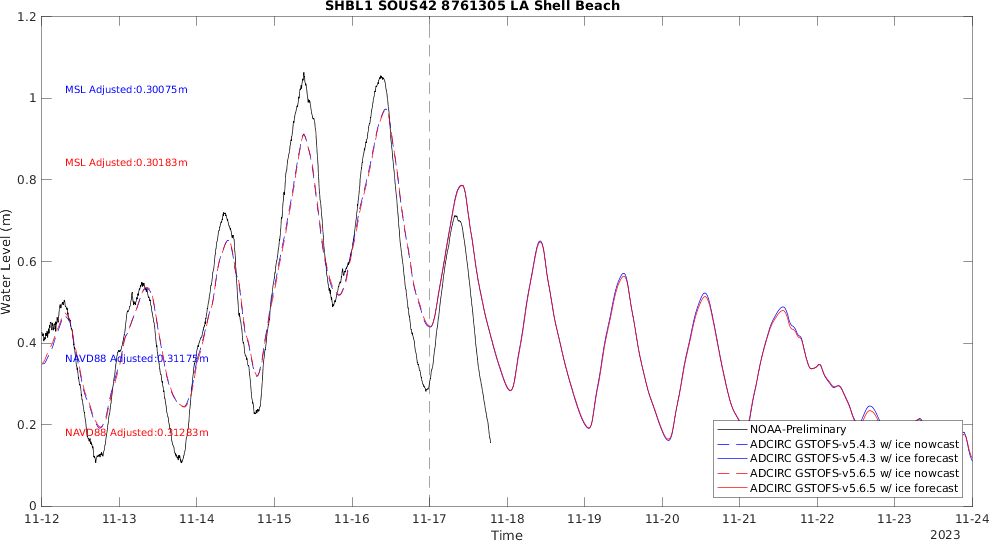 SHBL1 SOUS42 8761305 LA Shell Beach
1.2
1
0.8
0.6
0.4
0.2
0
Water Level (m)
MSL Adjusted:0.30075m
MSL Adjusted:0.30183m
NAVD88 Adjusted:0.31175m
NAVD88 Adjusted:0.31283m
NOAA-Preliminary
ADCIRC GSTOFS-v5.4.3 w/ ice nowcast
ADCIRC GSTOFS-v5.4.3 w/ ice forecast
ADCIRC GSTOFS-v5.6.5 w/ ice nowcast
ADCIRC GSTOFS-v5.6.5 w/ ice forecast
11-12 11-13 11-14 11-15 11-16 11-17 11-18 11-19 11-20 11-21 11-22 11-23 11-24
Time
2023